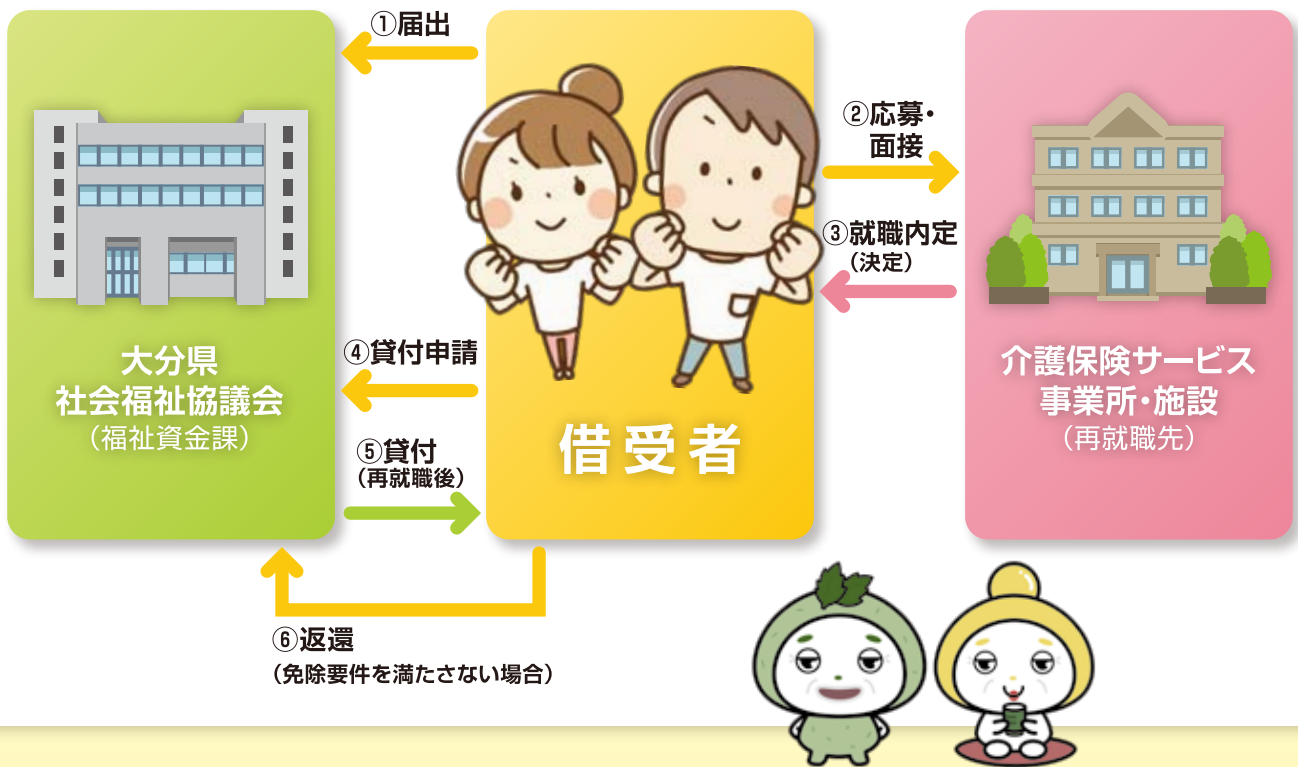 ①届出
②応募・
面接
③就職内定
（決定）
大分県
社会福祉協議会
（福祉資金課）
④貸付申請
⑤貸付
（再就職後）
借受者
介護保険サービス
事業所・施設
（再就職先）
⑥返還
（免除要件を満たさない場合）